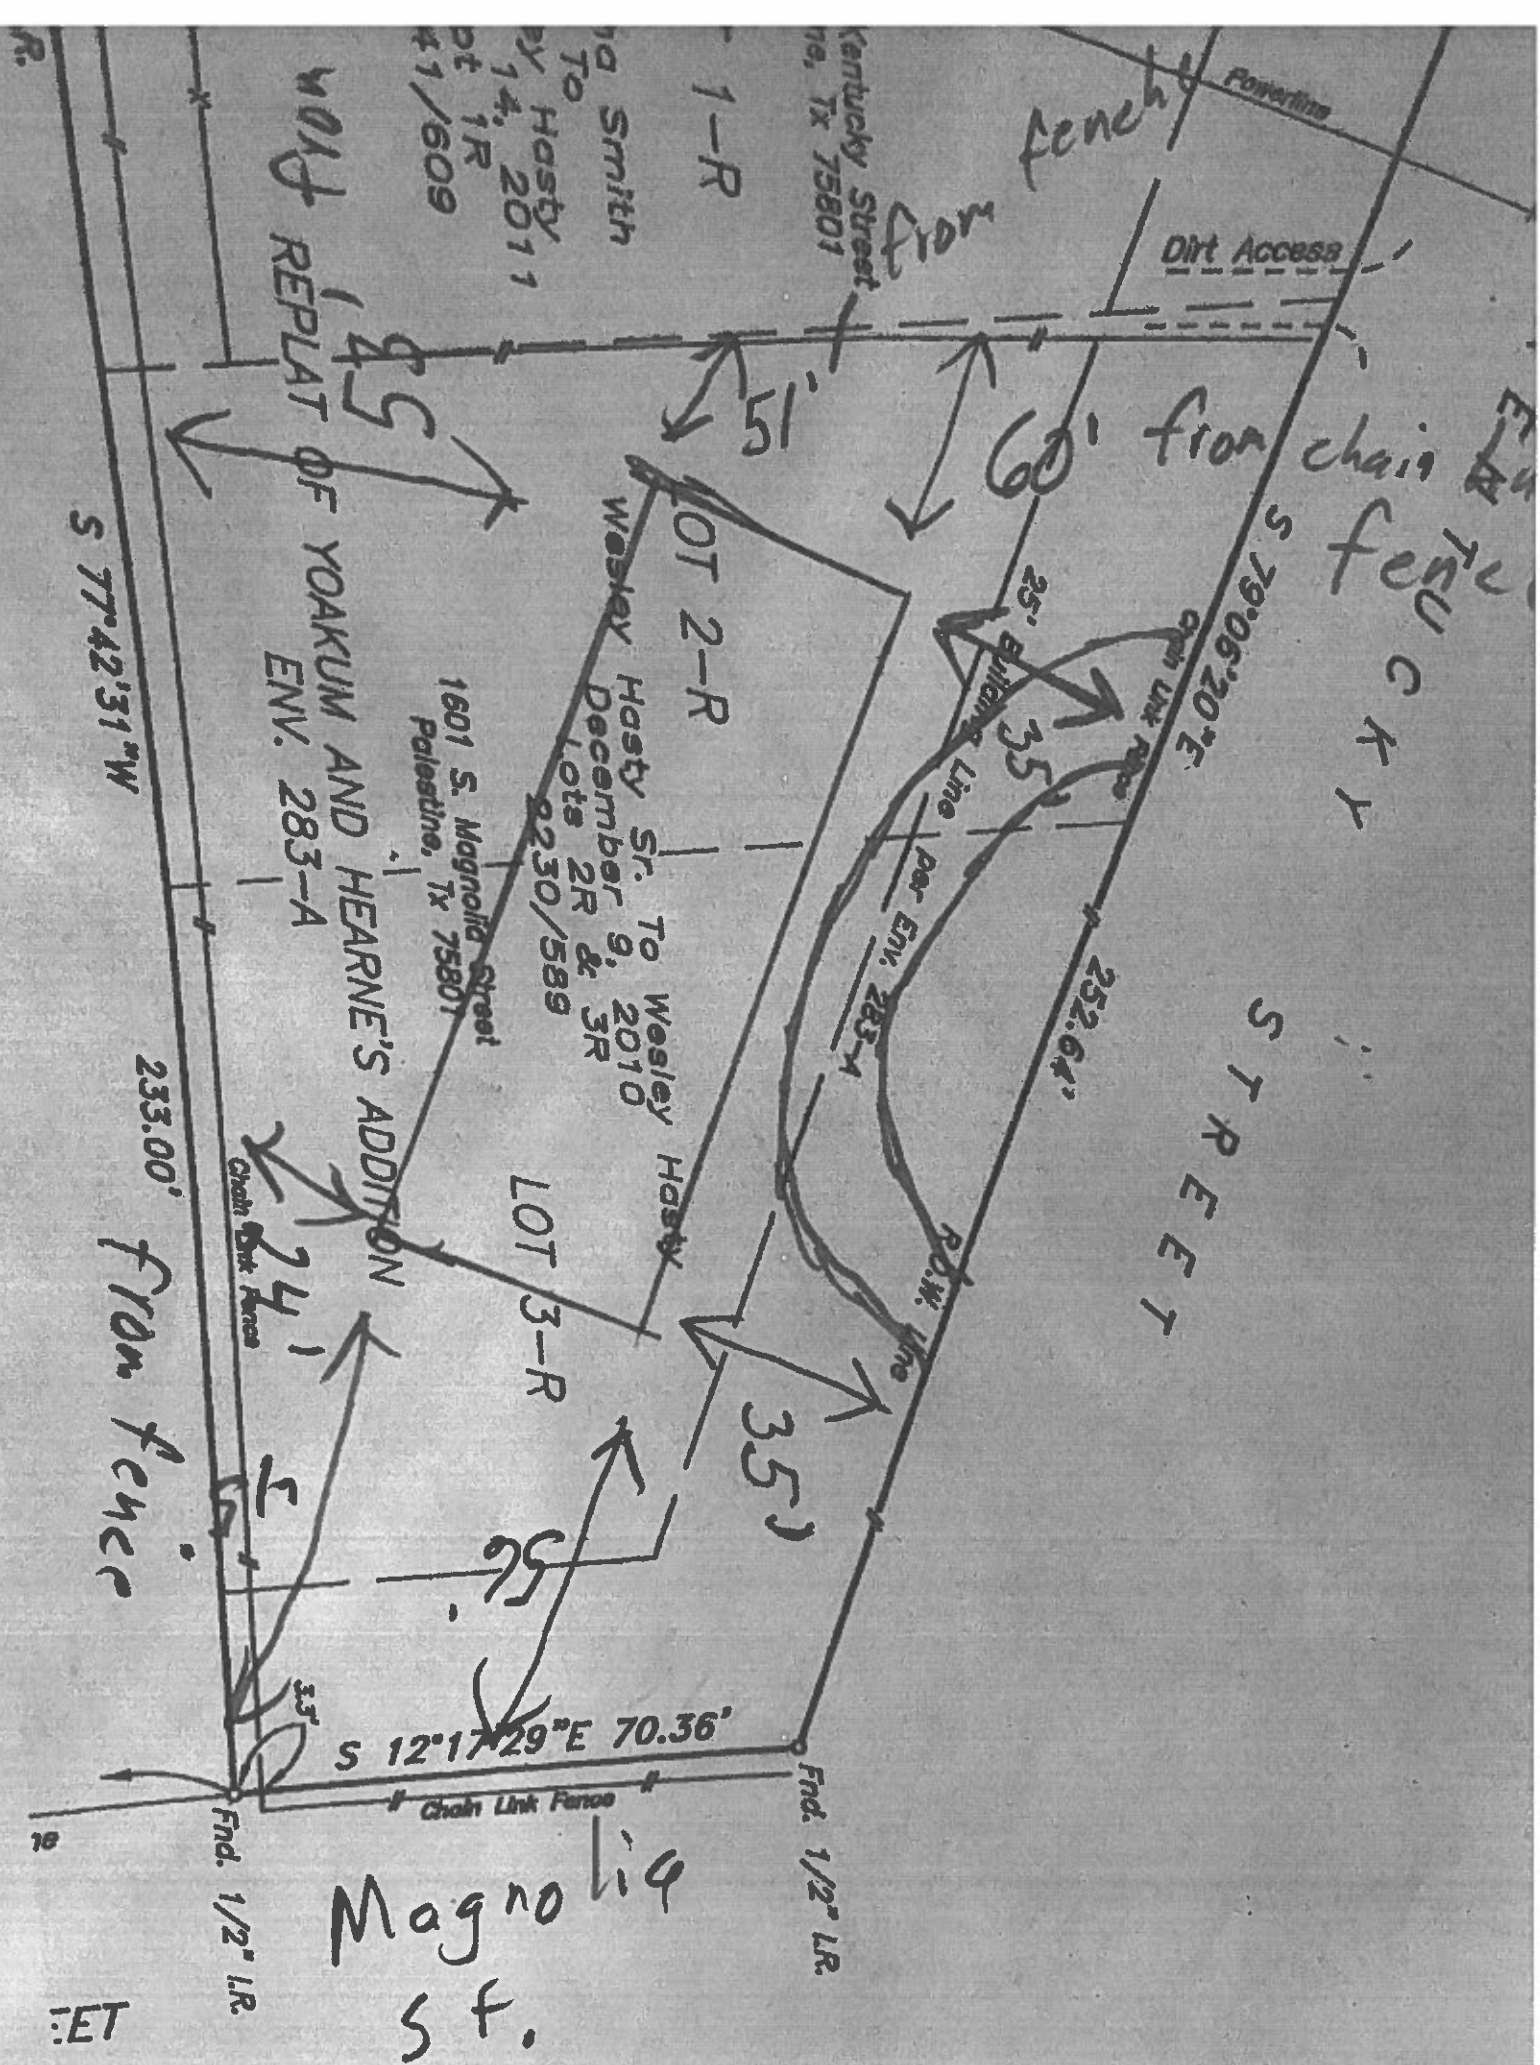 Kentucky Street
Tx 75801
1-R
Smith
To
Hasty
14, 2011
1R
41/609
Powerline
from fence
Dirt Access
51'
60' from chain
fence
45'
REPLAT OF YOAKUM AND HEARNE'S ADDITION
ENV. 283-A
LOT 2-R
Wesley Hasty Sr. To Wesley Hasty
December 9, 2010
Lots 2R & 3R
2230/589
1601 S. Magnolia Street
Palestine, Tx 75801
LOT 3-R
25' Building Line per Env. 283-A
35
Chain Link Fence
S 79°06'20"E
252.64'
R.O.W. Line
STREET
35'
S 77°42'31"W
233.00'
from fence
Chain Link Fence
24'
56'
3.3'
S 12°17'29"E 70.36'
Chain Link Fence
Fnd. 1/2" I.R.
Fnd. 1/2" I.R.
Magnolia
St.